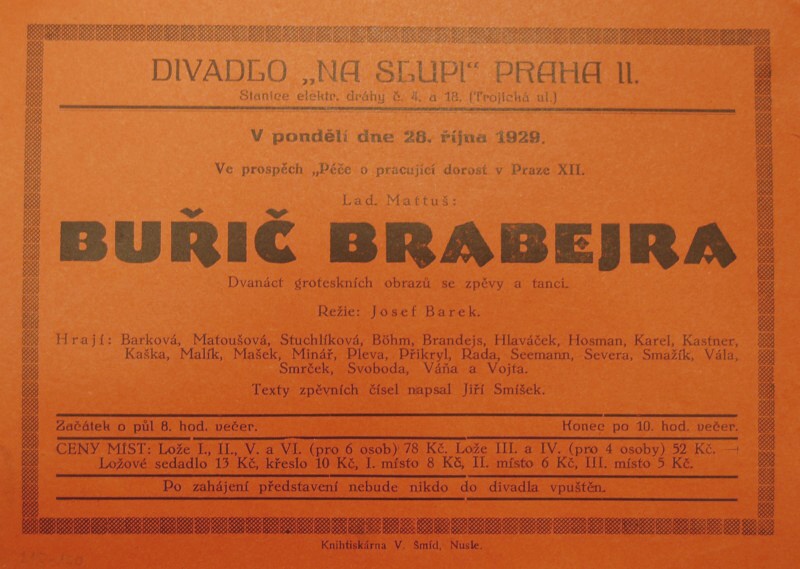 DIVADLO „NA SLUPI“ PRAHA II.
Stanice elektr. dráhy č. 4. a 18. (Trojická ul.)
V pondělí dne 28. října 1929.
Ve prospěch „Péče o pracující dorost v Praze XII.
Lad. Mattuš:
BUŘIČ BRABEJRA
Dvanáct groteskních obrazů se zpěvy a tanci.
Režie: Josef Barek.
Hrají: Barková, Matoušová, Stuchlíková, Böhm, Brandejs, Hlaváček, Hosman, Karel, Kastner,
Kaška, Malík, Mašek, Minář, Pleva, Přikryl, Rada, Seemann, Severa, Smažík, Vála,
Smrček, Svoboda, Váňa a Vojta.
Texty zpěvních čísel napsal Jiří Smíšek.
Začátek o půl 8. hod. večer. Konec po 10. hod. večer.
CENY MÍST: Lože I., II., V. a VI. (pro 6 osob) 78 Kč. Lože III. a IV. (pro 4 osoby) 52 Kč. —
Ložové sedadlo 13 Kč, křeslo 10 Kč, I. místo 8 Kč, II. místo 6 Kč, III. místo 5 Kč.
Po zahájení představení nebude nikdo do divadla vpuštěn.
Knihtiskárna V. Šmíd, Nusle.